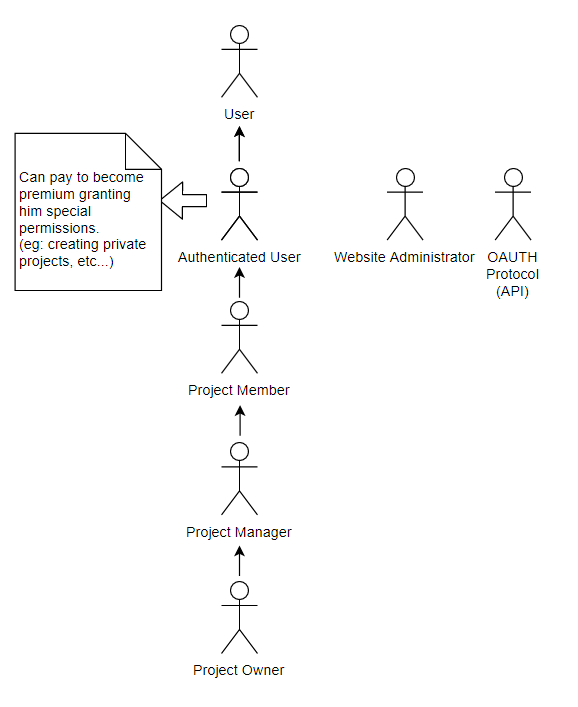 User
Can pay to become
premium granting
him special
permissions.
(eg: creating private
projects, etc...)
Authenticated User
Website Administrator
OAUTH
Protocol
(API)
Project Member
Project Manager
Project Owner